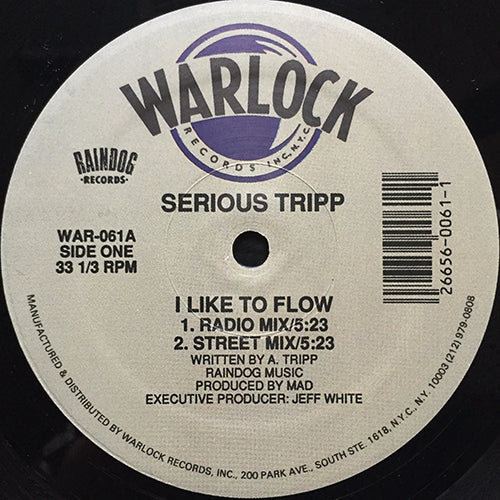 WARLOCK
RECORDS INC. N.Y.C.
RAINDOG
RECORDS
SERIOUS TRIPP
WAR-061A
SIDE ONE
33 1/3 RPM
26656-0061-1
I LIKE TO FLOW
1. RADIO MIX/5:23
2. STREET MIX/5:23
WRITTEN BY A. TRIPP
RAINDOG MUSIC
PRODUCED BY MAD
EXECUTIVE PRODUCER: JEFF WHITE
MANUFACTURED & DISTRIBUTED BY WARLOCK RECORDS, INC., 200 PARK AVE., SOUTH STE. 1618, N.Y.C., N.Y. 10003 (212) 979-0808